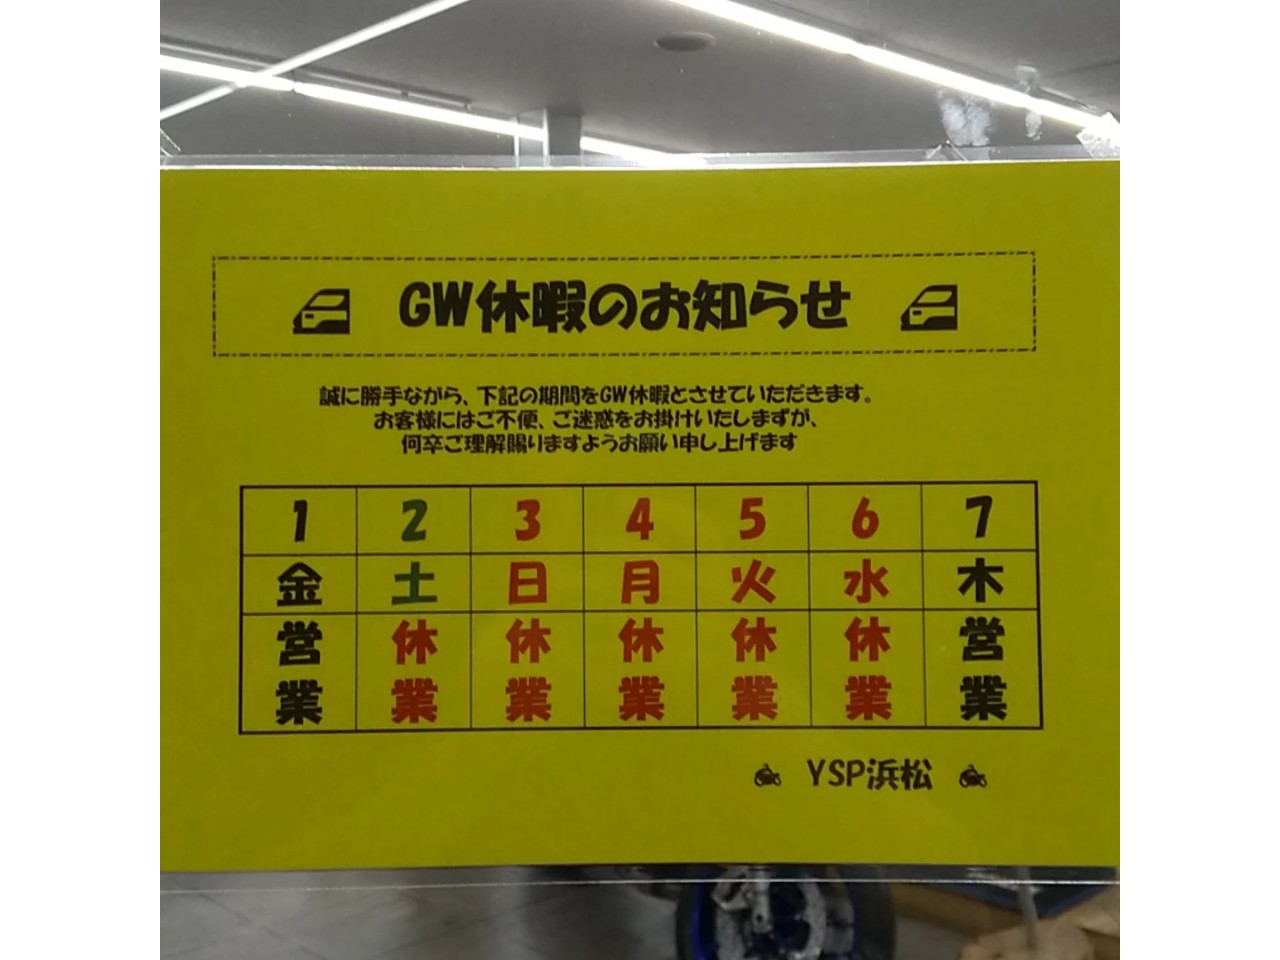 GW休暇のお知らせ
誠に勝手ながら、下記の期間をGW休暇とさせていただきます。
お客様にはご不便、ご迷惑をお掛けいたしまずが、
何卒ご理解賜りますようお願い申し上げます
1 2 3 4 5 6 7
金 土 日 月 火 水 木
営業 休業 休業 休業 休業 休業 営業
YSP浜松